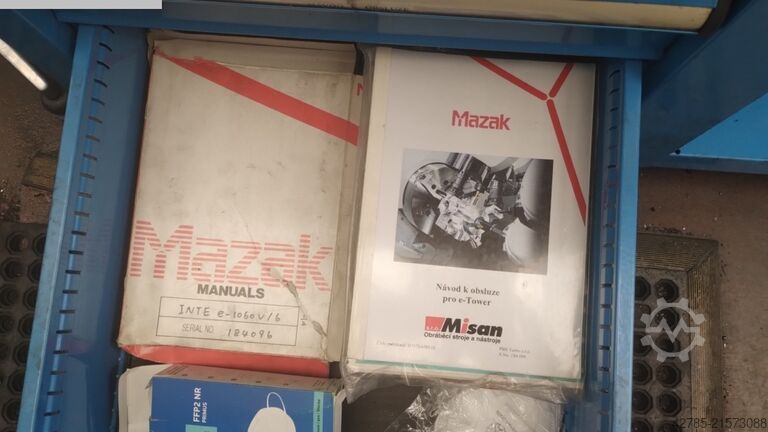 Mazak
MANUALS
INTE e-1060V/6
SERIAL NO. 184096
Mazak
Návod k obsluze
pro e-Tower
s.r.o. Misan
Obráběcí stroje a nástroje
FFP2 NR
PRIMUS
2785-21573088